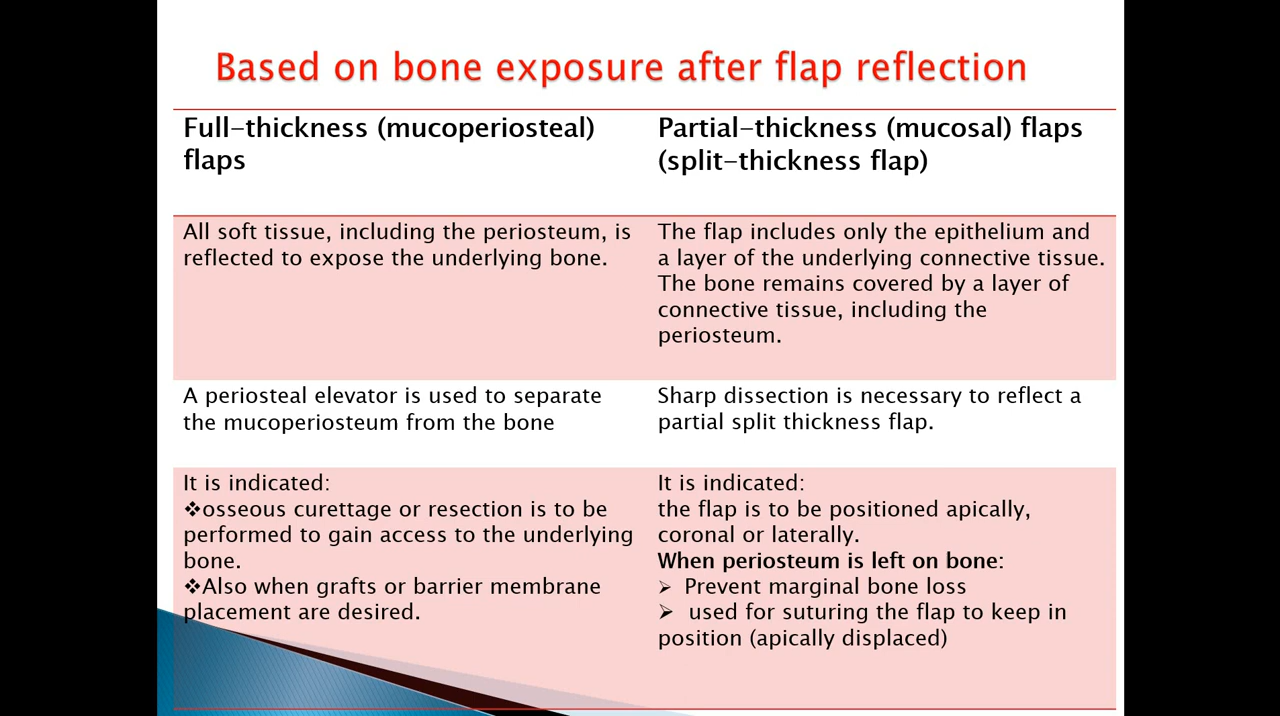 Based on bone exposure after flap reflection
Full-thickness (mucoperiosteal)
flaps
Partial-thickness (mucosal) flaps
(split-thickness flap)
All soft tissue, including the periosteum, is
reflected to expose the underlying bone.
The flap includes only the epithelium and
a layer of the underlying connective tissue.
The bone remains covered by a layer of
connective tissue, including the
periosteum.
A periosteal elevator is used to separate
the mucoperiosteum from the bone
Sharp dissection is necessary to reflect a
partial split thickness flap.
It is indicated:
❖osseous curettage or resection is to be
performed to gain access to the underlying
bone.
❖Also when grafts or barrier membrane
placement are desired.
It is indicated:
the flap is to be positioned apically,
coronal or laterally.
When periosteum is left on bone:
➢ Prevent marginal bone loss
➢ used for suturing the flap to keep in
position (apically displaced)